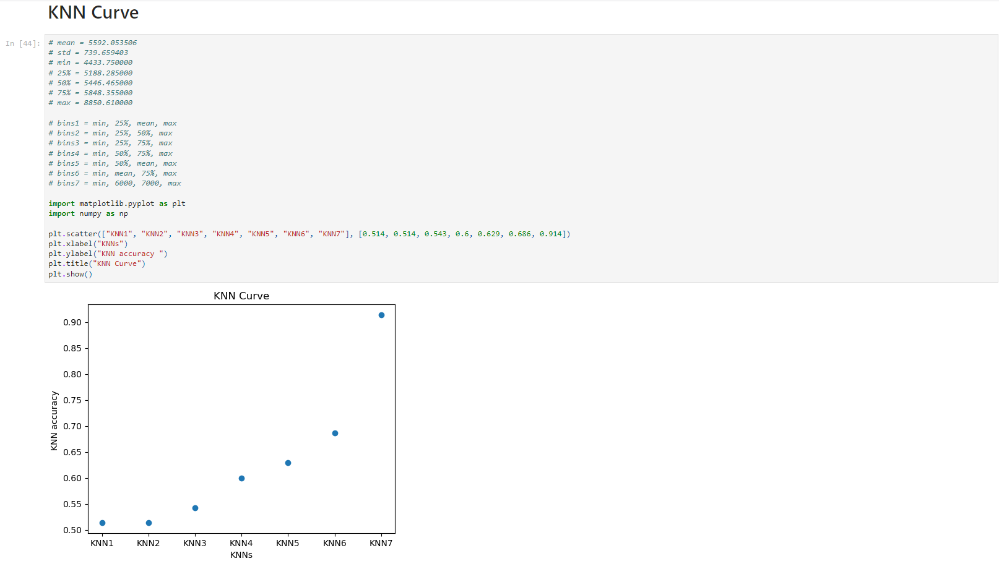 KNN Curve
In [44]:
# mean = 5592.053506
# std = 739.659403
# min = 4433.750000
# 25% = 5188.285000
# 50% = 5446.465000
# 75% = 5848.355000
# max = 8850.610000
# bins1 = min, 25%, mean, max
# bins2 = min, 25%, 50%, max
# bins3 = min, 25%, 75%, max
# bins4 = min, 50%, 75%, max
# bins5 = min, 50%, mean, max
# bins6 = min, mean, 75%, max
# bins7 = min, 6000, 7000, max
import matplotlib.pyplot as plt
import numpy as np
plt.scatter(["KNN1", "KNN2", "KNN3", "KNN4", "KNN5", "KNN6", "KNN7"], [0.514, 0.514, 0.543, 0.6, 0.629, 0.686, 0.914])
plt.xlabel("KNNs")
plt.ylabel("KNN accuracy ")
plt.title("KNN Curve")
plt.show()
KNN Curve
0.90
0.85
0.80
0.75
0.70
0.65
0.60
0.55
0.50
KNN accuracy
KNN1 KNN2 KNN3 KNN4 KNN5 KNN6 KNN7
KNNs